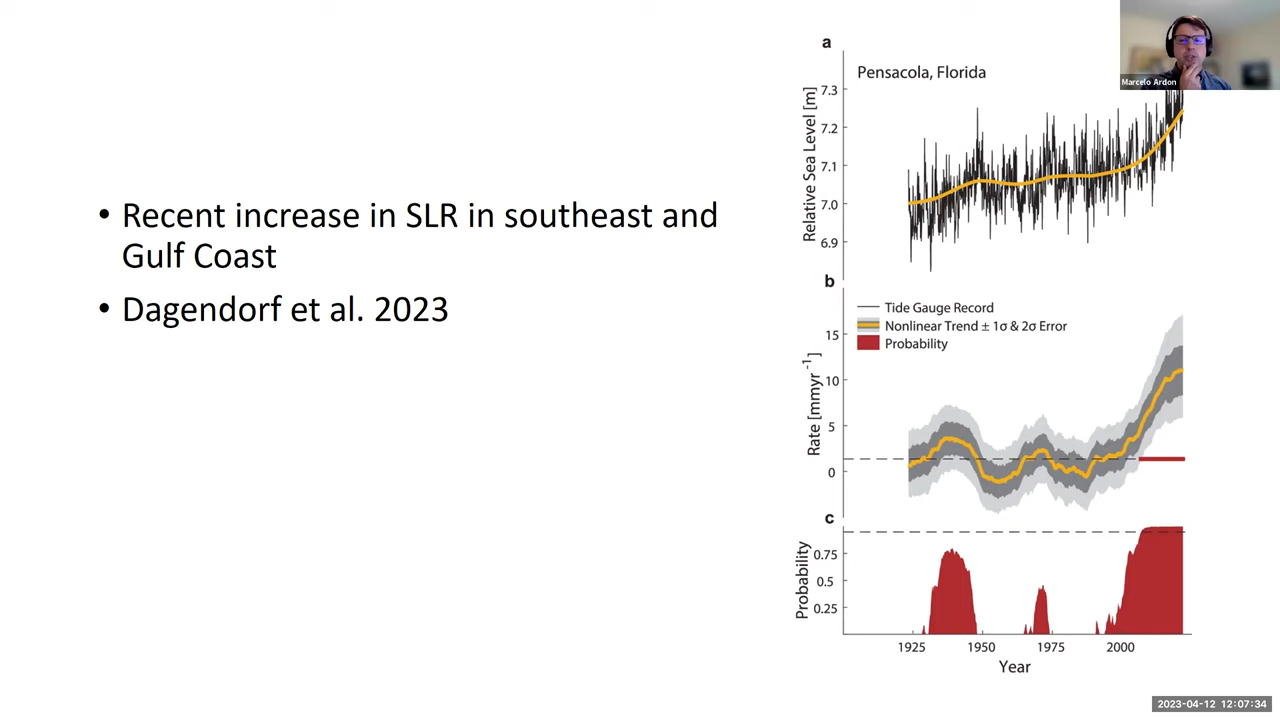 • Recent increase in SLR in southeast and
Gulf Coast
• Dagendorf et al. 2023
a
Pensacola, Florida
Relative Sea Level [m]
7.3
7.2
7.1
7.0
6.9
b
Tide Gauge Record
Nonlinear Trend ± 1σ & 2σ Error
Probability
Rate [mmyr⁻¹]
15
10
5
0
c
Probability
0.75
0.5
0.25
1925 1950 1975 2000
Year
Marcelo Ardon
2023-04-12 12:07:34